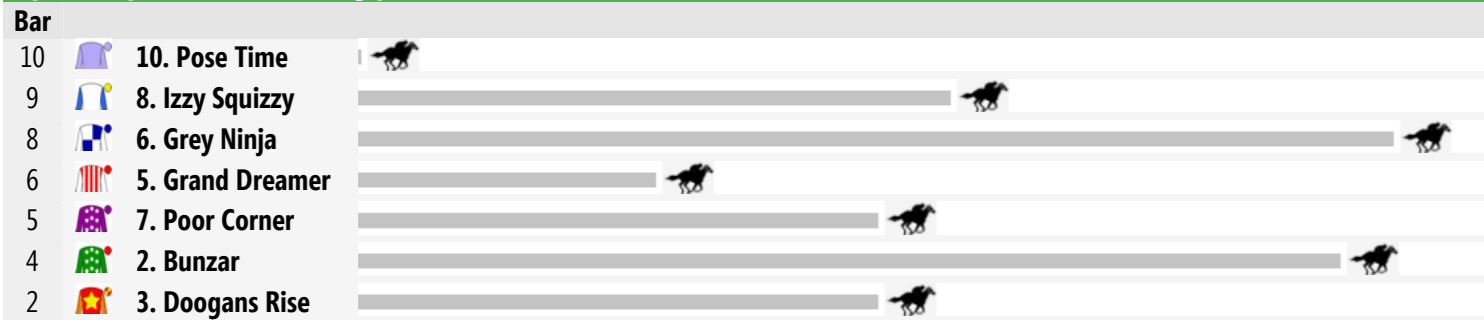 Bar
10 10. Pose Time
9 8. Izzy Squizzy
8 6. Grey Ninja
6 5. Grand Dreamer
5 7. Poor Corner
4 2. Bunzar
2 3. Doogans Rise